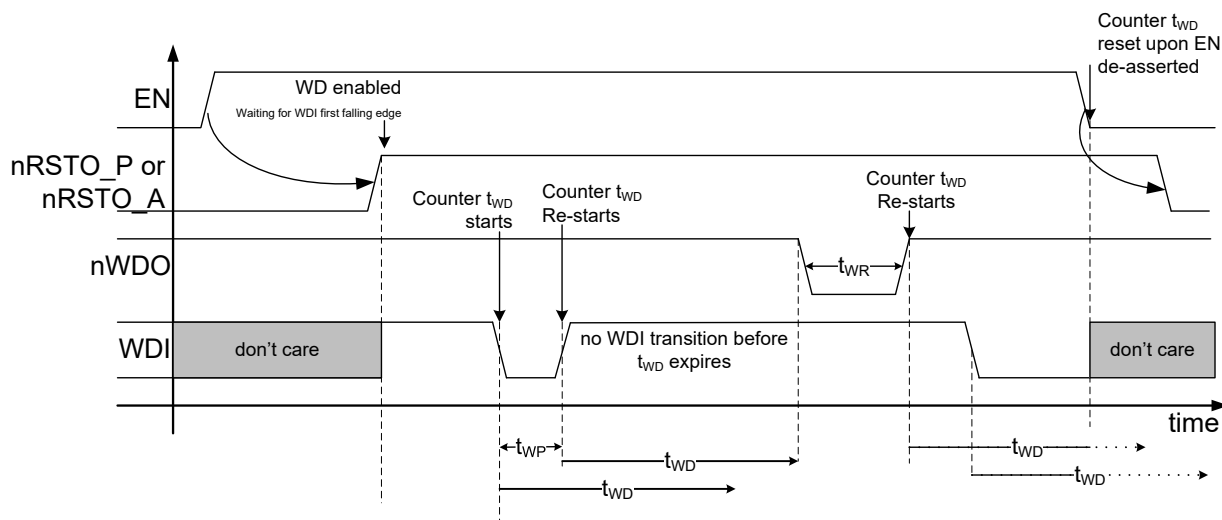 Counter tWD
reset upon EN
de-asserted
EN
WD enabled
Waiting for WDI first falling edge
nRSTO_P or
nRSTO_A
Counter tWD
starts
Counter tWD
Re-starts
Counter tWD
Re-starts
nWDO
tWR
WDI
don't care
no WDI transition before
tWD expires
don't care
time
tWP
tWD
tWD
tWD
tWD